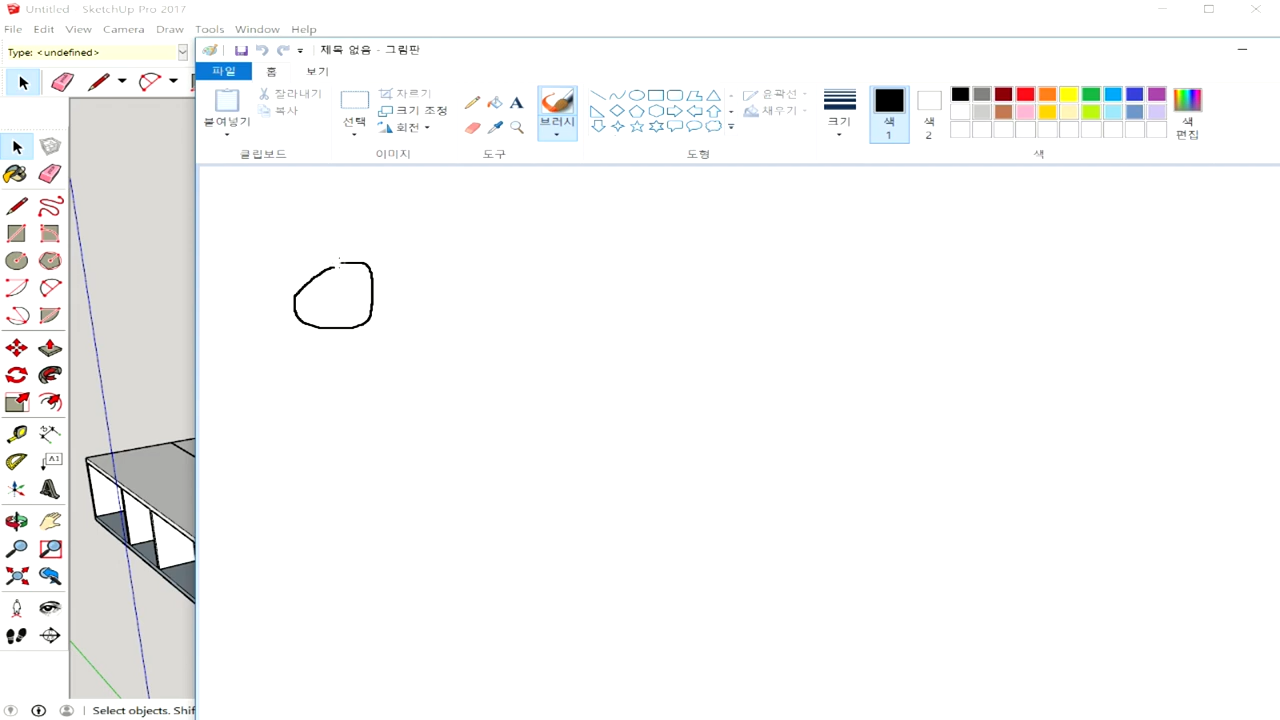 Untitled - SketchUp Pro 2017
File Edit View Camera Draw Tools Window Help
Type: <undefined>
제목 없음 - 그림판
파일 홈 보기
붙여넣기
잘라내기
복사
클립보드
선택
자르기
크기 조정
회전
이미지
A
도구
브러시
도형
윤곽선
채우기
크기
색 1
색 2
색
색 편집
A1
Select objects. Shif